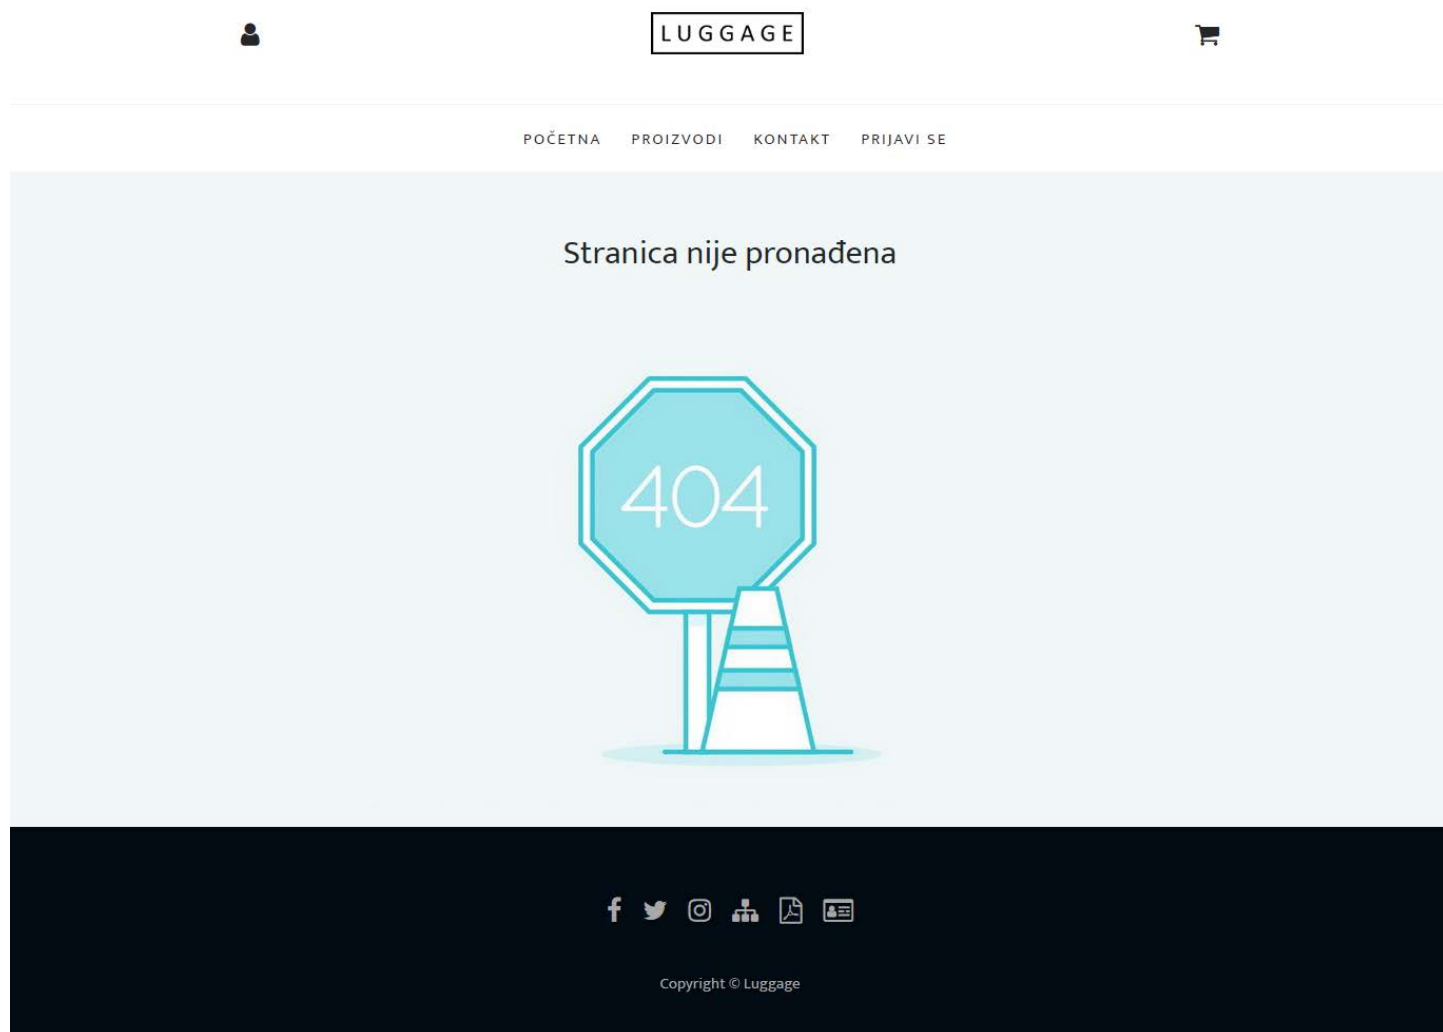 LUGGAGE
POČETNA PROIZVODI KONTAKT PRIJAVI SE
Stranica nije pronađena
404
Copyright © Luggage